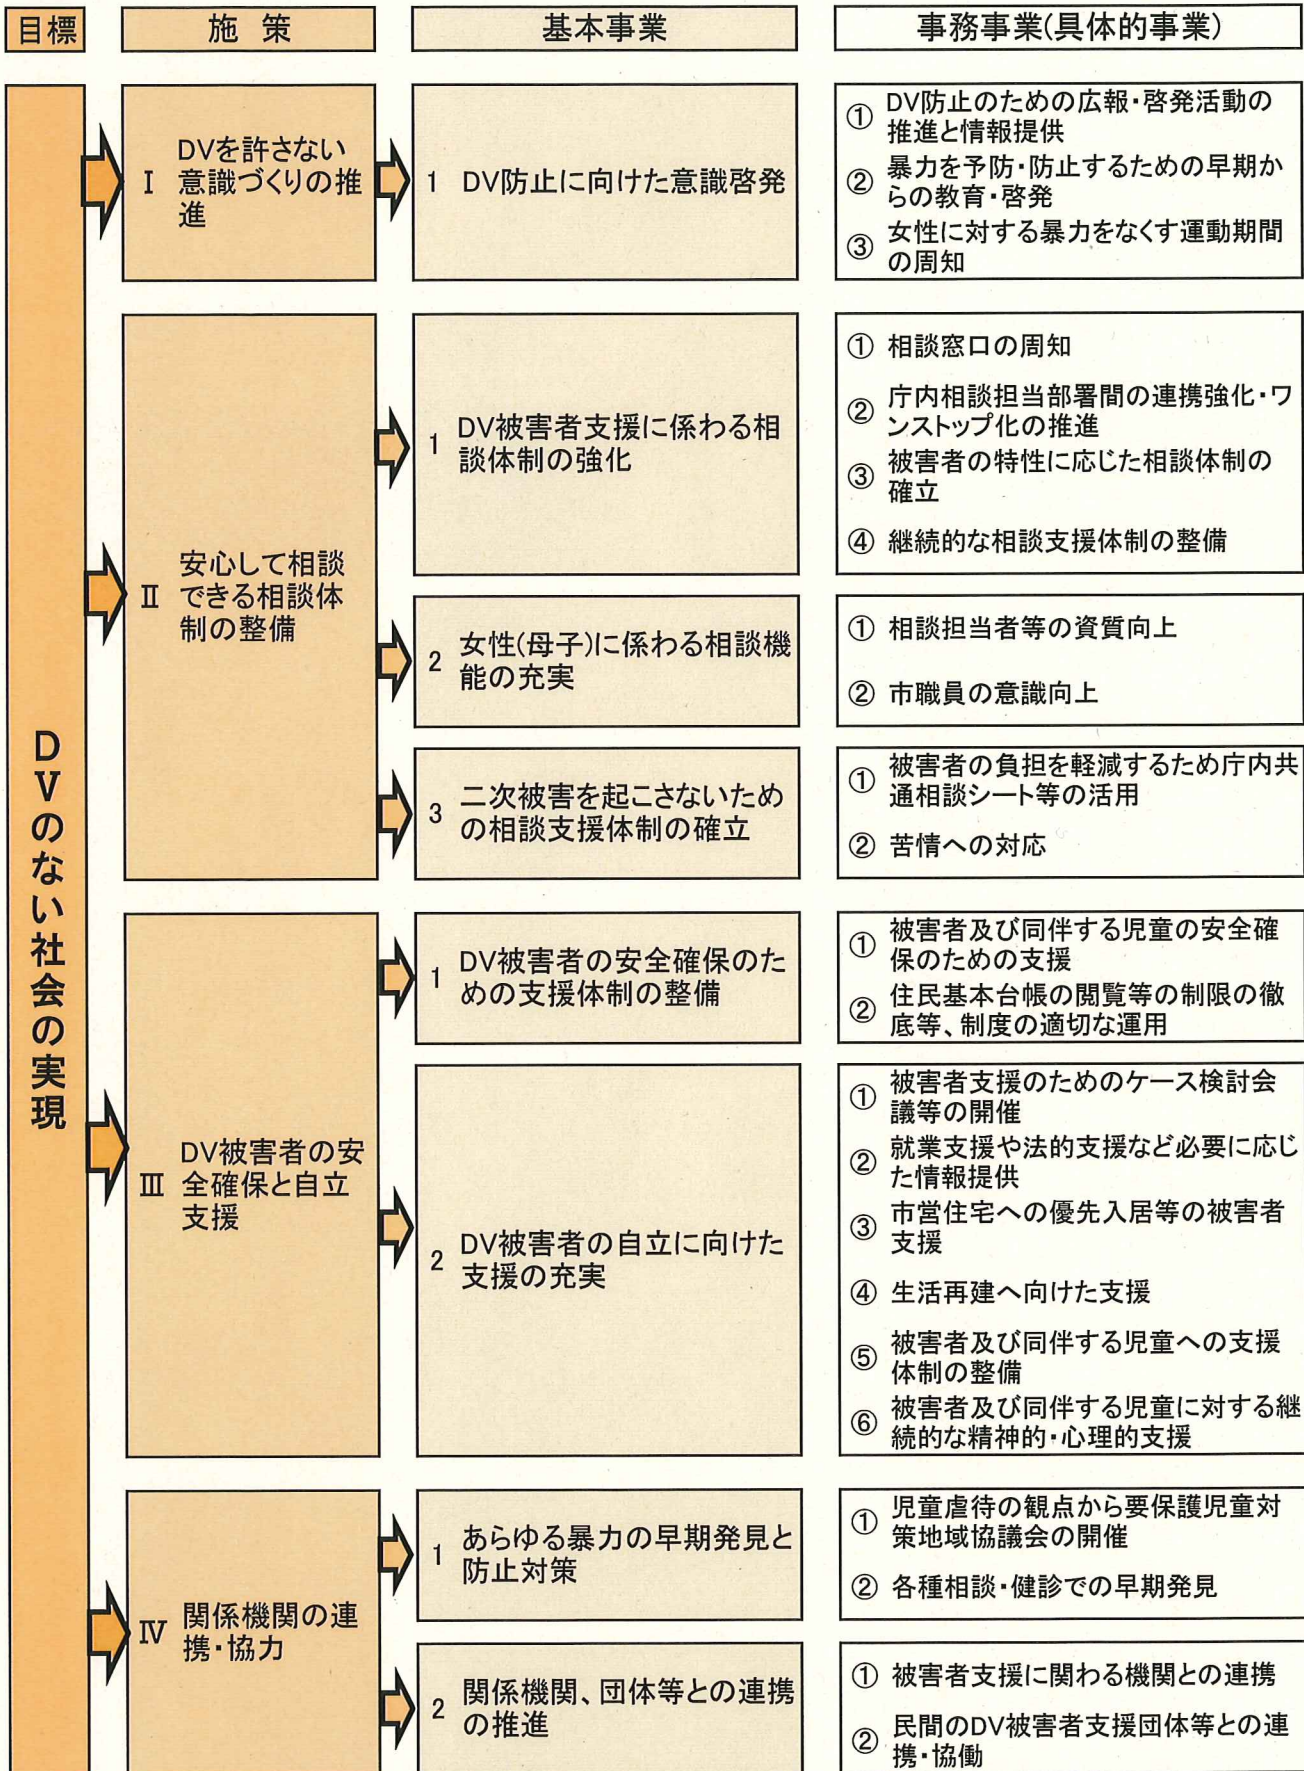 目標
施 策
基本事業
事務事業(具体的事業)
DVのない社会の実現
Ⅰ
DVを許さない
意識づくりの推
進
1 DV防止に向けた意識啓発
① DV防止のための広報・啓発活動の
推進と情報提供
② 暴力を予防・防止するための早期か
らの教育・啓発
③ 女性に対する暴力をなくす運動期間
の周知
Ⅱ
安心して相談
できる相談体
制の整備
1 DV被害者支援に係わる相
談体制の強化
① 相談窓口の周知
② 庁内相談担当部署間の連携強化・ワ
ンストップ化の推進
③ 被害者の特性に応じた相談体制の
確立
④ 継続的な相談支援体制の整備
2 女性(母子)に係わる相談機
能の充実
① 相談担当者等の資質向上
② 市職員の意識向上
3 二次被害を起こさないため
の相談支援体制の確立
① 被害者の負担を軽減するため庁内共
通相談シート等の活用
② 苦情への対応
Ⅲ
DV被害者の安
全確保と自立
支援
1 DV被害者の安全確保のた
めの支援体制の整備
① 被害者及び同伴する児童の安全確
保のための支援
② 住民基本台帳の閲覧等の制限の徹
底等、制度の適切な運用
2 DV被害者の自立に向けた
支援の充実
① 被害者支援のためのケース検討会
議等の開催
② 就業支援や法的支援など必要に応じ
た情報提供
③ 市営住宅への優先入居等の被害者
支援
④ 生活再建へ向けた支援
⑤ 被害者及び同伴する児童への支援
体制の整備
⑥ 被害者及び同伴する児童に対する継
続的な精神的・心理的支援
Ⅳ 関係機関の連
携・協力
1 あらゆる暴力の早期発見と
防止対策
① 児童虐待の観点から要保護児童対
策地域協議会の開催
② 各種相談・健診での早期発見
2 関係機関、団体等との連携
の推進
① 被害者支援に関わる機関との連携
② 民間のDV被害者支援団体等との連
携・協働